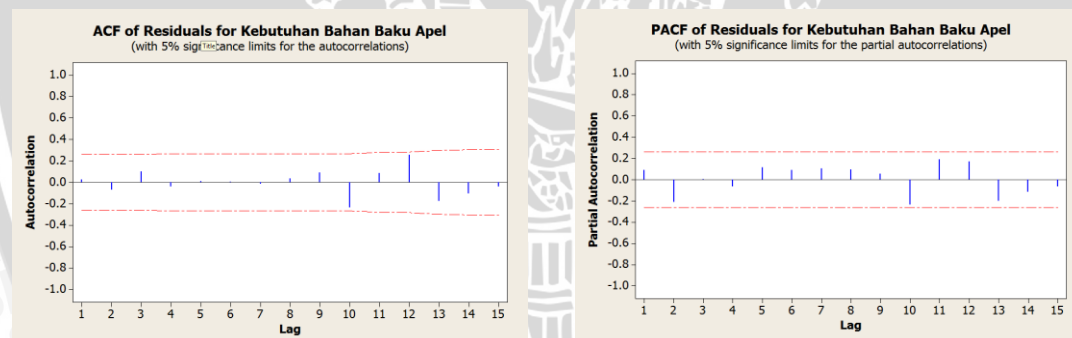 ACF of Residuals for Kebutuhan Bahan Baku Apel
(with 5% significance limits for the autocorrelations)
Title
1.0
0.8
0.6
0.4
0.2
0.0
-0.2
-0.4
-0.6
-0.8
-1.0
Autocorrelation
1 2 3 4 5 6 7 8 9 10 11 12 13 14 15
Lag
PACF of Residuals for Kebutuhan Bahan Baku Apel
(with 5% significance limits for the partial autocorrelations)
1.0
0.8
0.6
0.4
0.2
0.0
-0.2
-0.4
-0.6
-0.8
-1.0
Partial Autocorrelation
1 2 3 4 5 6 7 8 9 10 11 12 13 14 15
Lag